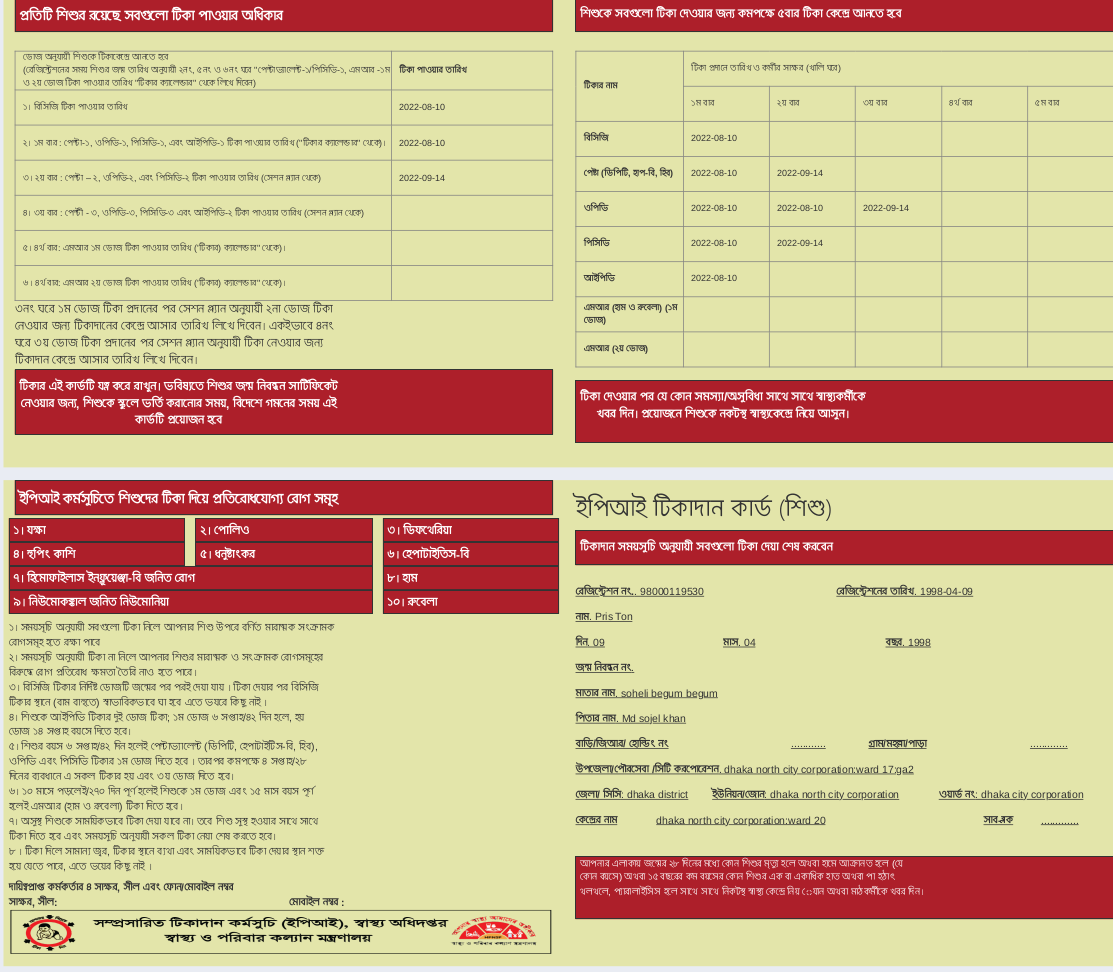 প্রতিটি শিশুর রয়েছে সবগুলো টিকা পাওয়ার অধিকার
ডোজ অনুযায়ী শিশুকে টিকাকেন্দ্রে আনতে হবে
(রেজিস্ট্রেশনের সময় শিশুর জন্ম তারিখ অনুযায়ী ২নং, ৫নং ও ৬নং ঘরে "পেন্টাভ্যালেন্ট-১/পিসিভি-১, এমআর -১ম
ও ২য় ডোজ টিকা পাওয়ার তারিখ "টিকার ক্যালেন্ডার" থেকে লিখে দিবেন)
টিকা পাওয়ার তারিখ
১। বিসিজি টিকা পাওয়ার তারিখ
2022-08-10
২। ১ম বার : পেন্টা-১, ওপিভি-১, পিসিভি-১, এবং আইপিভি-১ টিকা পাওয়ার তারিখ ("টিকার ক্যালেন্ডার" থেকে)।
2022-08-10
৩। ২য় বার : পেন্টা – ২, ওপিভি-২, এবং পিসিভি-২ টিকা পাওয়ার তারিখ (সেশন প্ল্যান থেকে)
2022-09-14
৪। ৩য় বার : পেন্টা - ৩, ওপিভি-৩, পিসিভি-৩ এবং আইপিভি-২ টিকা পাওয়ার তারিখ (সেশন প্ল্যান থেকে)
৫। ৪র্থ বার: এমআর ১ম ডোজ টিকা পাওয়ার তারিখ ("টিকার) ক্যালেন্ডার" থেকে)।
৬। ৪র্থ বার: এমআর ২য় ডোজ টিকা পাওয়ার তারিখ ("টিকার) ক্যালেন্ডার" থেকে)।
৩নং ঘরে ১ম ডোজ টিকা প্রদানের পর সেশন প্ল্যান অনুযায়ী ২না ডোজ টিকা
নেওয়ার জন্য টিকাদানের কেন্দ্রে আসার তারিখ লিখে দিবেন। একইভাবে ৪নং
ঘরে ৩য় ডোজ টিকা প্রদানের পর সেশন প্ল্যান অনুযায়ী টিকা নেওয়ার জন্য
টিকাদান কেন্দ্রে আসার তারিখ লিখে দিবেন।
টিকার এই কার্ডটি যত্ন করে রাখুন। ভবিষ্যতে শিশুর জন্ম নিবন্ধন সার্টিফিকেট
নেওয়ার জন্য, শিশুকে স্কুলে ভর্তি করানোর সময়, বিদেশে গমনের সময় এই
কার্ডটি প্রয়োজন হবে
শিশুকে সবগুলো টিকা দেওয়ার জন্য কমপক্ষে ৫বার টিকা কেন্দ্রে আনতে হবে
টিকার নাম
টিকা প্রদানে তারিখ ও কর্মীর সাক্ষর (খালি ঘর)
১ম বার ২য় বার ৩য় বার ৪র্থ বার ৫ম বার
বিসিজি 2022-08-10
পেন্টা (ডিপিটি, হাপ-বি, হিব) 2022-08-10 2022-09-14
ওপিভি 2022-08-10 2022-08-10 2022-09-14
পিসিভি 2022-08-10 2022-09-14
আইপিভি 2022-08-10
এমআর (হাম ও রুবেলা) (১ম
ডোজ)
এমআর (২য় ডোজ)
টিকা দেওয়ার পর যে কোন সমস্যা/অসুবিধা সাথে সাথে স্বাস্থ্যকর্মীকে
খবর দিন। প্রয়োজনে শিশুকে নকটস্থ স্বাস্থ্যকেন্দ্রে নিয়ে আসুন।
ইপিআই কর্মসুচিতে শিশুদের টিকা দিয়ে প্রতিরোধযোগ্য রোগ সমূহ
১। যক্ষা ২। পোলিও ৩। ডিফথেরিয়া
৪। হুপিং কাশি ৫। ধনুষ্টাংকর ৬। হেপাটাইতিস-বি
৭। হিমোফাইলাস ইনফ্লুয়েঞ্জা-বি জনিত রোগ ৮। হাম
৯। নিউমোকক্কাল জনিত নিউমোনিয়া ১০। রুবেলা
১। সময়সূচি অনুযায়ী সবগুলো টিকা নিলে আপনার শিশু উপরে বর্ণিত মারাত্মক সংক্রামক
রোগসমূহ হতে রক্ষা পাবে
২। সময়সূচি অনুযায়ী টিকা না নিলে আপনার শিশুর মারাত্মক ও সংক্রামক রোগসমূহের
বিরুদ্ধে রোগ প্রতিরোধ ক্ষমতা তৈরি নাও হতে পারে।
৩। বিসিজি টিকার নির্দিষ্ট ডোজটি জন্মের পর পরই দেয়া যায় । টিকা দেয়ার পর বিসিজি
টিকার স্থানে (বাম বাহুতে) স্বাভাবিকভাবে ঘা হবে এতে ভয়রে কিছু নাই ।
৪। শিশুকে আইপিভি টিকার দুই ডোজ টিকা; ১ম ডোজ ৬ সপ্তাহ/৪২ দিন হলে, হয়
ডোজ ১৪ সপ্তাহ বয়সে দিতে হবে।
৫। শিশুর বয়স ৬ সপ্তাহ/৪২ দিন হলেই পেন্টাভ্যালেন্ট (ডিপিটি, হেপাটাইটিস-বি, হিব),
ওপিভি এবং পিসিভি টিকার ১ম ডোজ দিতে হবে । তারপর কমপক্ষে ৪ সপ্তাহ/২৮
দিনের ব্যবধানে এ সকল টিকার হয় এবং ৩য় ডোজ দিতে হবে।
৬। ১০ মাসে পড়লেই/২৭০ দিন পূর্ণ হলেই শিশুকে ১ম ডোজ এবং ১৫ মাস বয়স পূর্ণ
হলেই এমআর (হাম ও রুবেলা) টিকা দিতে হবে।
৭। অসুস্থ শিশুকে সাময়িকভাবে টিকা দেয়া যাবে না। তবে শিশু সুস্থ হওয়ার সাথে সাথে
টিকা দিতে হবে এবং সময়সূচি অনুযায়ী সকল টিকা নেয়া শেষ করতে হবে।
৮ । টিকা দিলে সামান্য জ্বর, টিকার স্থানে ব্যথা এবং সাময়িকভাবে টিকা দেয়ার স্থান শক্ত
হয়ে যেতে পারে, এতে ভয়ের কিছু নাই ।
দায়িত্বপ্রাপ্ত কর্মকর্তার ৪ সাক্ষর, সীল এবং ফোন/মোবাইল নম্বর
সাক্ষর, সীল: মোবাইল নম্বর :
সম্প্রসারিত টিকাদান কর্মসূচি (ইপিআই), স্বাস্থ্য অধিদপ্তর
স্বাস্থ্য ও পরিবার কল্যান মন্ত্রণালয়
ইপিআই টিকাদান কার্ড (শিশু)
টিকাদান সময়সূচি অনুযায়ী সবগুলো টিকা দেয়া শেষ করবেন
রেজিস্ট্রেশন নং.. 98000119530 রেজিস্ট্রেশনের তারিখ. 1998-04-09
নাম. Pris Ton
দিন. 09 মাস. 04 বছর. 1998
জন্ম নিবন্ধন নং.
মাতার নাম. soheli begum begum
পিতার নাম. Md sojel khan
বাড়ি/জিআর/ হোল্ডিং নং ............ গ্রাম/মহল্লা/পাড়া .............
উপজেলা/পৌরসেবা /সিটি করপোরেশন. dhaka north city corporation:ward 17:ga2
জেলা/ সিসি: dhaka district ইউনিয়ন/জোন: dhaka north city corporation ওয়ার্ড নং: dhaka city corporation
কেন্দ্রের নাম dhaka north city corporation:ward 20 সাব-ব্লক .............
আপনার এলাকায় জন্মের ২৮ দিনের মধ্যে কোন শিশুর মৃত্যু হলে অথবা হামে আক্রান্ত হলে (যে
কোন বয়সে) অথবা ১৫ বছরের কম বয়সের কোন শিশুর এক বা একাধিক হাত অথবা পা হঠাৎ
থলথলে, প্যারালাইসিস হলে সাথে সাথে নিকটস্থ স্বাস্থ্য কেন্দ্রে নিয় েয়ন অথবা মাঠকর্মীকে খবর দিন।